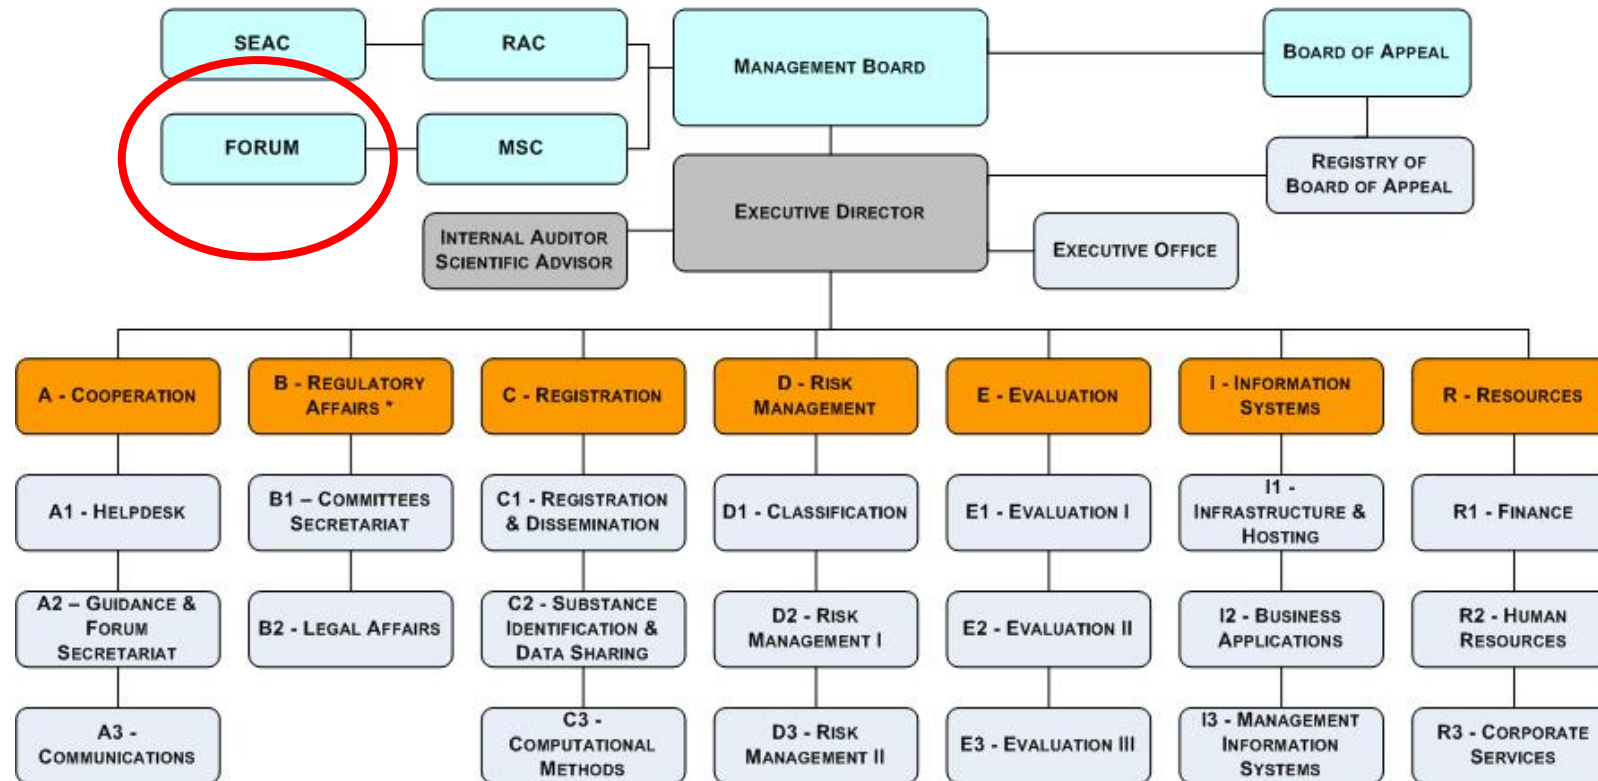 SEAC
RAC
MANAGEMENT BOARD
BOARD OF APPEAL
FORUM
MSC
REGISTRY OF
BOARD OF APPEAL
EXECUTIVE DIRECTOR
INTERNAL AUDITOR
SCIENTIFIC ADVISOR
EXECUTIVE OFFICE
A - COOPERATION
B - REGULATORY
AFFAIRS *
C - REGISTRATION
D - RISK
MANAGEMENT
E - EVALUATION
I - INFORMATION
SYSTEMS
R - RESOURCES
A1 - HELPDESK
B1 – COMMITTEES
SECRETARIAT
C1 - REGISTRATION
& DISSEMINATION
D1 - CLASSIFICATION
E1 - EVALUATION I
I1 -
INFRASTRUCTURE &
HOSTING
R1 - FINANCE
A2 – GUIDANCE &
FORUM
SECRETARIAT
B2 - LEGAL AFFAIRS
C2 - SUBSTANCE
IDENTIFICATION &
DATA SHARING
D2 - RISK
MANAGEMENT I
E2 - EVALUATION II
I2 - BUSINESS
APPLICATIONS
R2 - HUMAN
RESOURCES
A3 -
COMMUNICATIONS
C3 -
COMPUTATIONAL
METHODS
D3 - RISK
MANAGEMENT II
E3 - EVALUATION III
I3 - MANAGEMENT
INFORMATION
SYSTEMS
R3 - CORPORATE
SERVICES